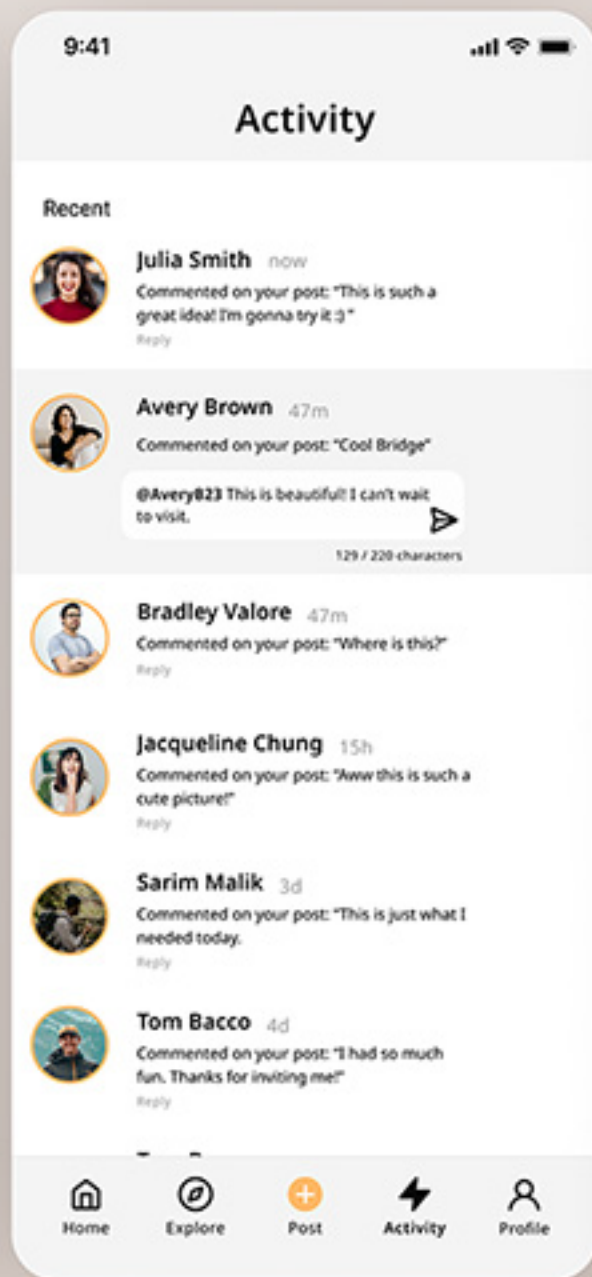 9:41
Activity
Recent
Julia Smith now
Commented on your post: “This is such a
great idea! I’m gonna try it :) ”
Reply
Avery Brown 47m
Commented on your post: “Cool Bridge”
@AveryB23 This is beautiful! I can’t wait
to visit.
129 / 220 characters
Bradley Valore 47m
Commented on your post: “Where is this?”
Reply
Jacqueline Chung 15h
Commented on your post: “Aww this is such a
cute picture!”
Reply
Sarim Malik 3d
Commented on your post: “This is just what I
needed today.
Reply
Tom Bacco 4d
Commented on your post: “I had so much
fun. Thanks for inviting me!”
Reply
Home Explore Post Activity Profile